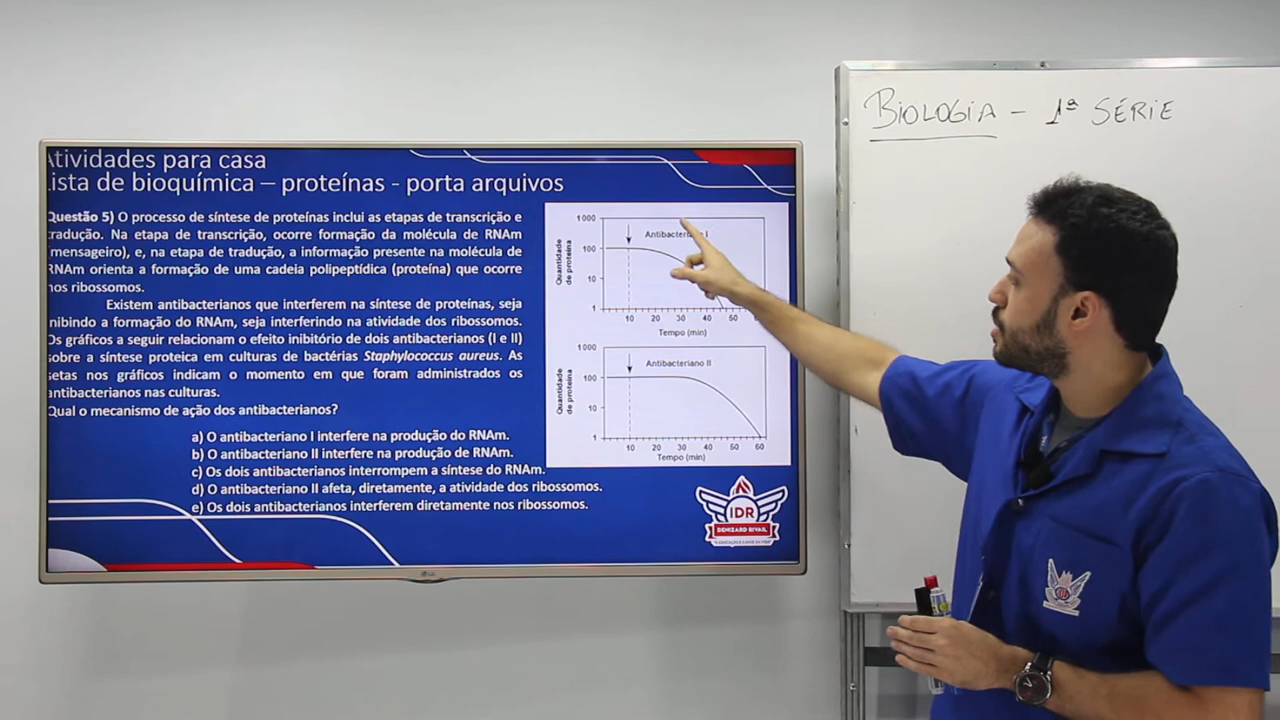 BIOLOGIA – 1ª SÉRIE
Atividades para casa
Lista de bioquímica – proteínas - porta arquivos
Questão 5) O processo de síntese de proteínas inclui as etapas de transcrição e
tradução. Na etapa de transcrição, ocorre formação da molécula de RNAm
(mensageiro), e, na etapa de tradução, a informação presente na molécula de
RNAm orienta a formação de uma cadeia polipeptídica (proteína) que ocorre
nos ribossomos.
Existem antibacterianos que interferem na síntese de proteínas, seja
inibindo a formação do RNAm, seja interferindo na atividade dos ribossomos.
Os gráficos a seguir relacionam o efeito inibitório de dois antibacterianos (I e II)
sobre a síntese proteica em culturas de bactérias Staphylococcus aureus. As
setas nos gráficos indicam o momento em que foram administrados os
antibacterianos nas culturas.
Qual o mecanismo de ação dos antibacterianos?
a) O antibacteriano I interfere na produção do RNAm.
b) O antibacteriano II interfere na produção de RNAm.
c) Os dois antibacterianos interrompem a síntese do RNAm.
d) O antibacteriano II afeta, diretamente, a atividade dos ribossomos.
e) Os dois antibacterianos interferem diretamente nos ribossomos.
Quantidade
de proteína
1 000
100
10
1
Antibacteriano I
10 20 30 40 50
Tempo (min)
Quantidade
de proteína
1 000
100
10
1
Antibacteriano II
10 20 30 40 50 60
Tempo (min)
IDR
DENIZARD RIVAIL
LG